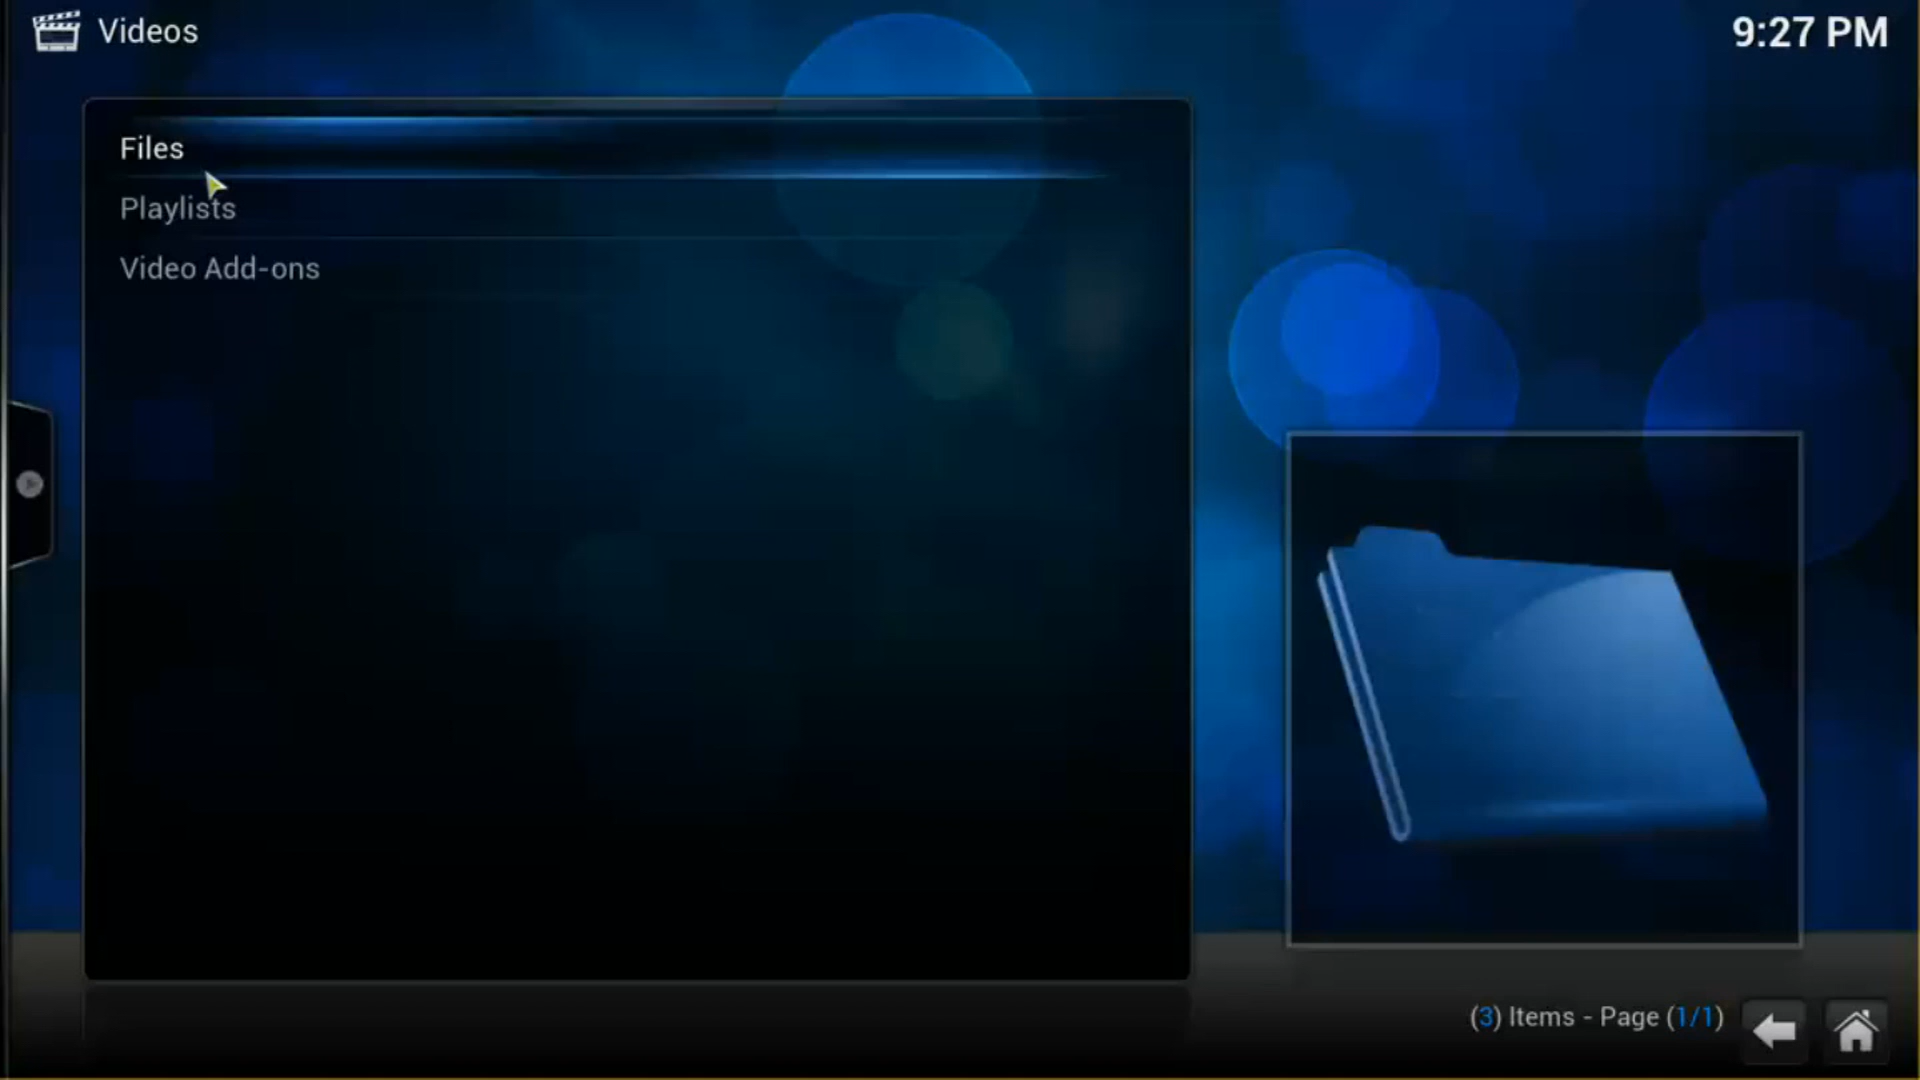 Videos
9:27 PM
Files
Playlists
Video Add-ons
(3) Items - Page (1/1)